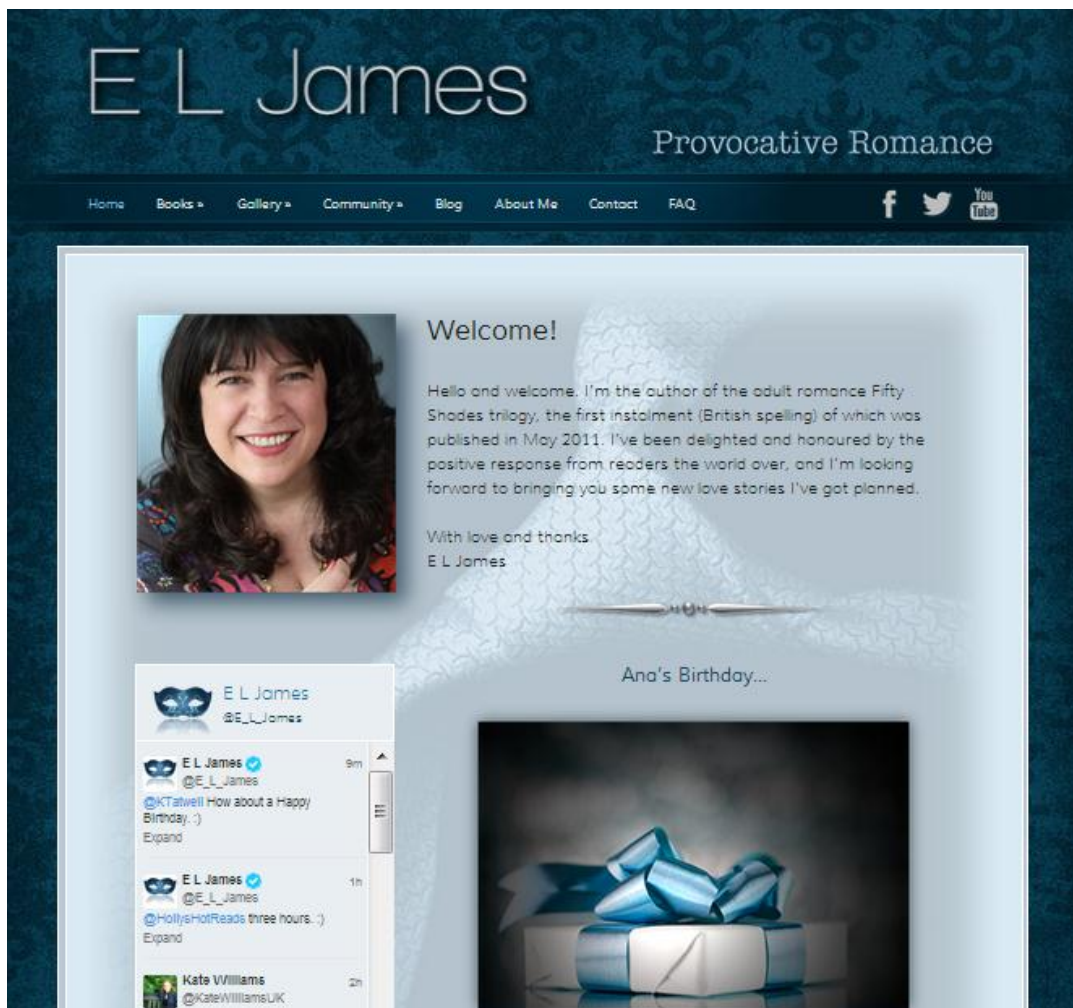 E L James
Provocative Romance
Home Books » Gallery » Community » Blog About Me Contact FAQ
f You Tube
Welcome!
Hello and welcome. I'm the author of the adult romance Fifty
Shades trilogy, the first instalment (British spelling) of which was
published in May 2011. I've been delighted and honoured by the
positive response from readers the world over, and I'm looking
forward to bringing you some new love stories I've got planned.
With love and thanks
E L James
Ana's Birthday...
E L James
@E_L_James
E L James 9m
@E_L_James
@KTatwell How about a Happy
Birthday. :)
Expand
E L James 1h
@E_L_James
@HollysHotReads three hours. :)
Expand
Kate Williams 2h
@KateWilliamsUK